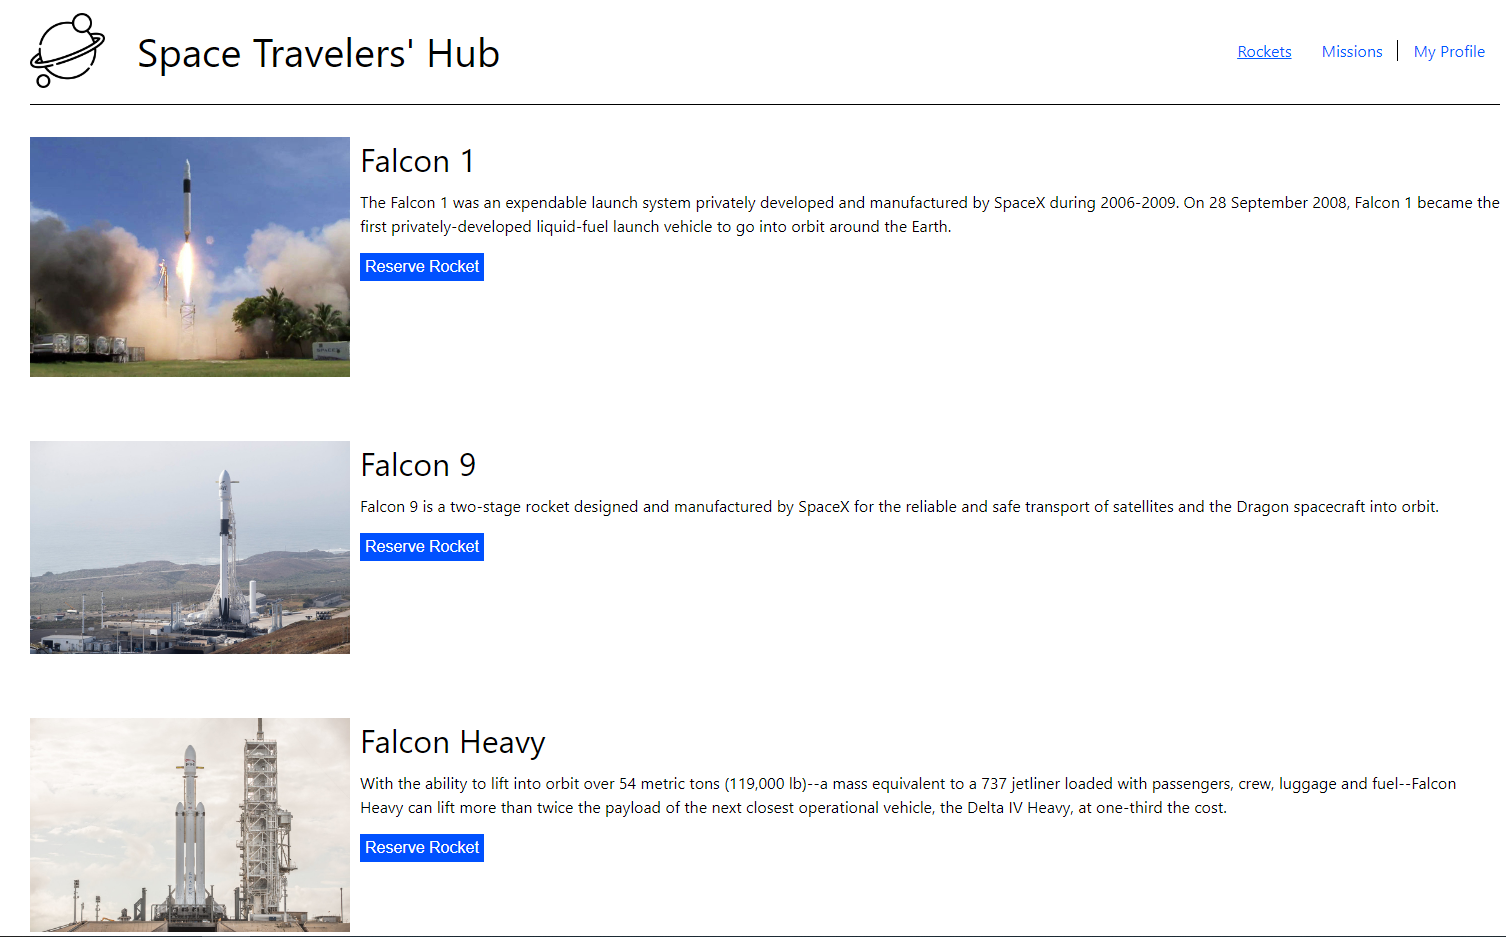 Space Travelers' Hub
Rockets
Missions
My Profile
Falcon 1
The Falcon 1 was an expendable launch system privately developed and manufactured by SpaceX during 2006-2009. On 28 September 2008, Falcon 1 became the
first privately-developed liquid-fuel launch vehicle to go into orbit around the Earth.
Reserve Rocket
Falcon 9
Falcon 9 is a two-stage rocket designed and manufactured by SpaceX for the reliable and safe transport of satellites and the Dragon spacecraft into orbit.
Reserve Rocket
Falcon Heavy
With the ability to lift into orbit over 54 metric tons (119,000 lb)--a mass equivalent to a 737 jetliner loaded with passengers, crew, luggage and fuel--Falcon
Heavy can lift more than twice the payload of the next closest operational vehicle, the Delta IV Heavy, at one-third the cost.
Reserve Rocket